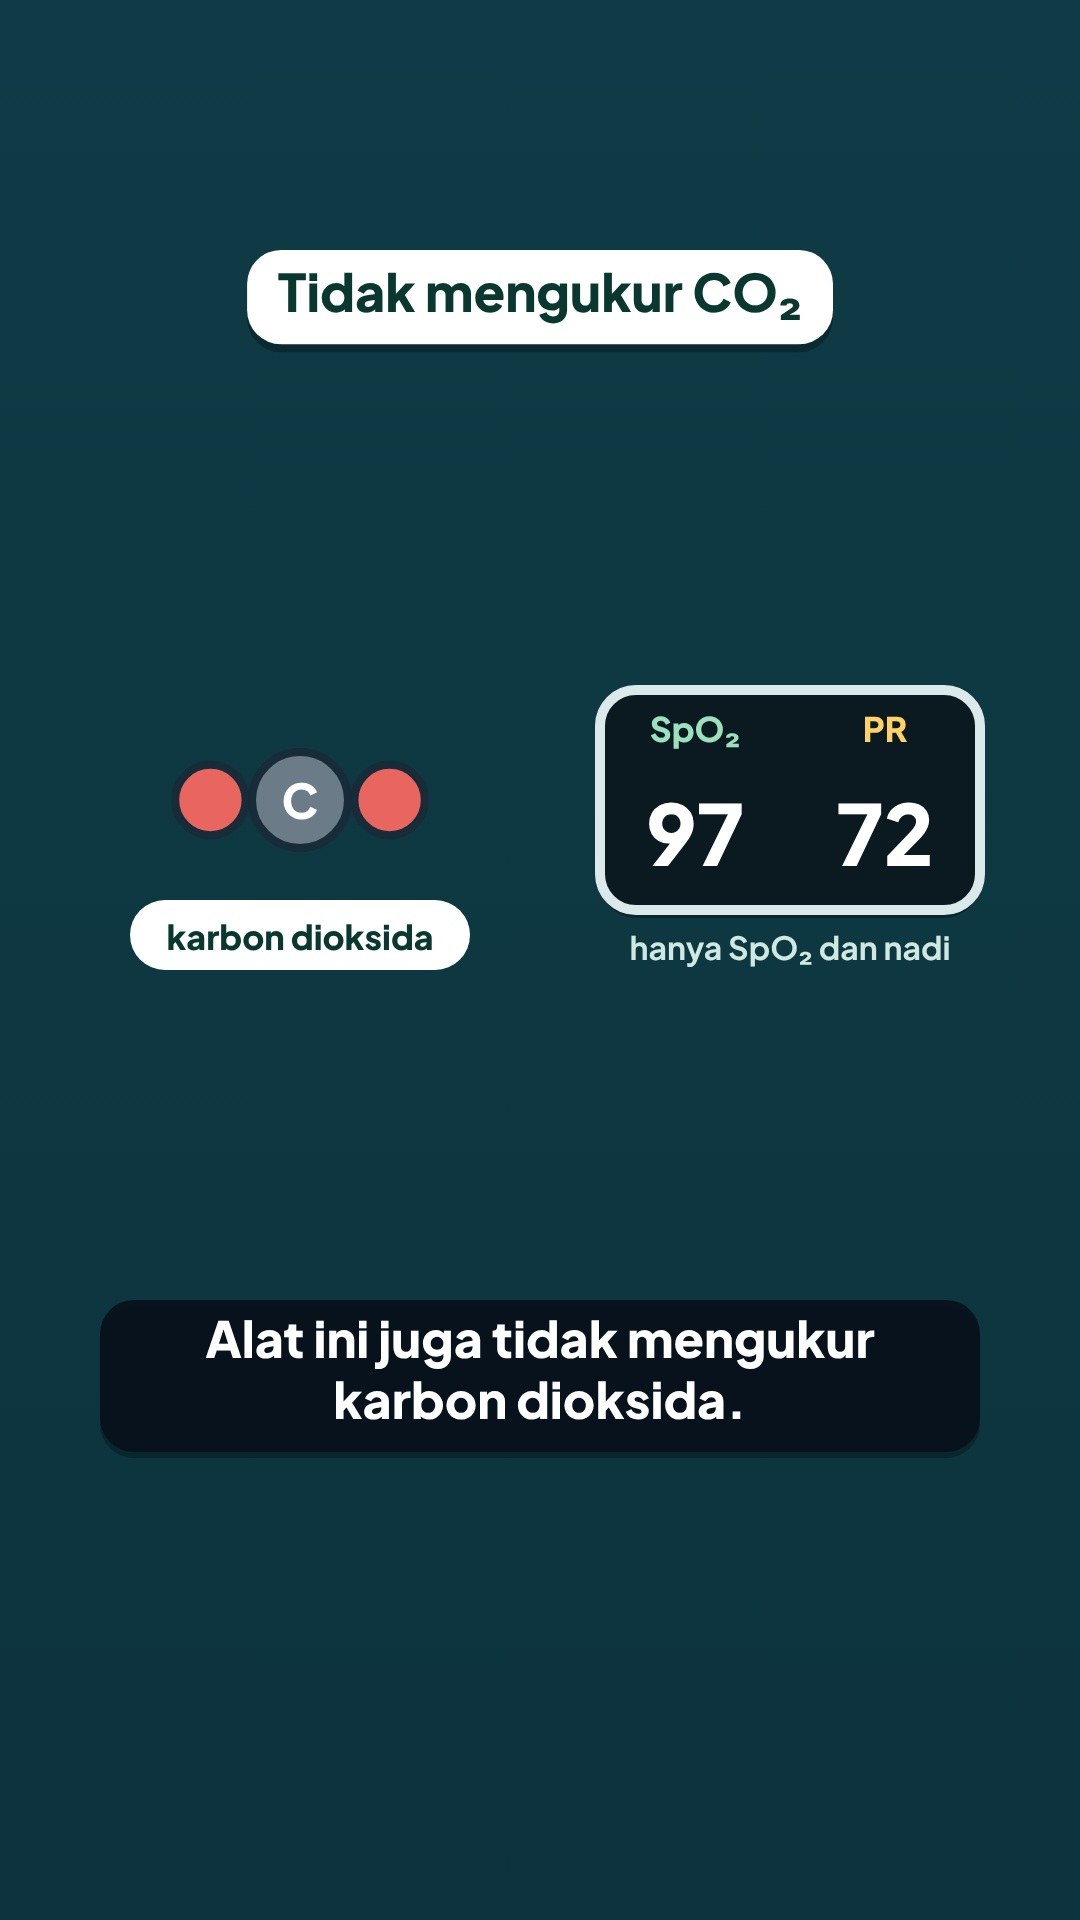 Tidak mengukur CO₂
C
karbon dioksida
SpO₂ PR
97 72
hanya SpO₂ dan nadi
Alat ini juga tidak mengukur
karbon dioksida.